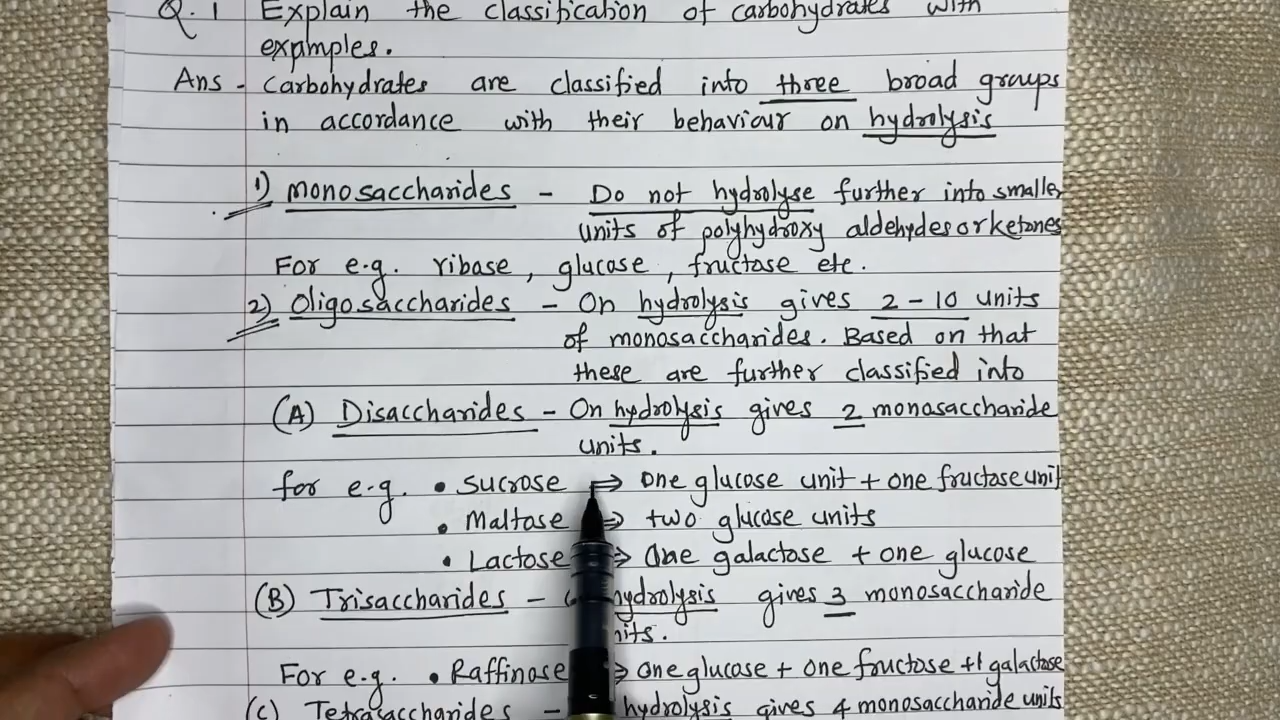 Q.1 Explain the classification of carbohydrates with
examples.
Ans - Carbohydrates are classified into three broad groups
in accordance with their behaviour on hydrolysis
1) monosaccharides - Do not hydrolyse further into smaller
units of polyhydroxy aldehydes or ketones
For e.g. ribase, glucose, fructase etc.
2) Oligosaccharides - On hydrolysis gives 2-10 units
of monosaccharides. Based on that
these are further classified into
(A) Disaccharides - On hydrolysis gives 2 monosaccharide
units.
for e.g. • Sucrose ⇒ one glucose unit + one fructase unit
• Maltase ⇒ two glucose units
• Lactose ⇒ One galactose + one glucose
(B) Trisaccharides - hydrolysis gives 3 monosaccharide
units.
For e.g. • Raffinose ⇒ one glucose + one fructose +1 galactose
(C) Tetrasaccharides - hydrolysis gives 4 monosaccharide units